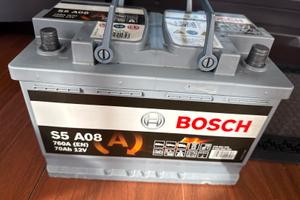 S5 A08
A
BOSCH
760A (EN)
70Ah 12V